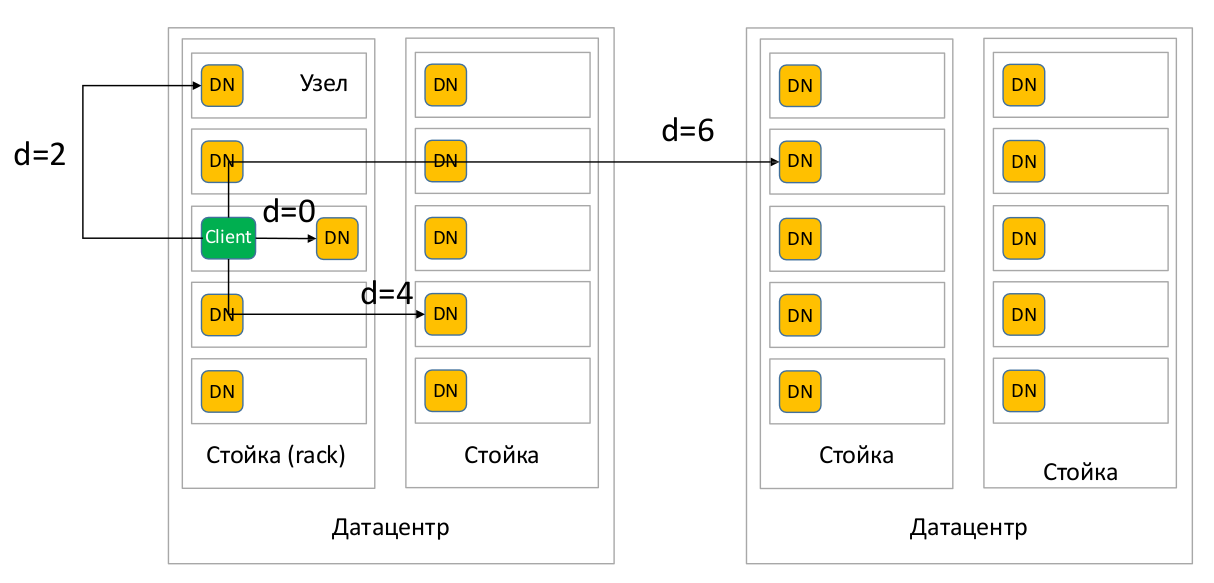 DN Узел DN DN DN
d=6
d=2
DN DN DN DN
d=0
Client DN DN DN DN
d=4
DN DN DN DN
DN DN DN DN
Стойка (rack) Стойка Стойка Стойка
Датацентр Датацентр